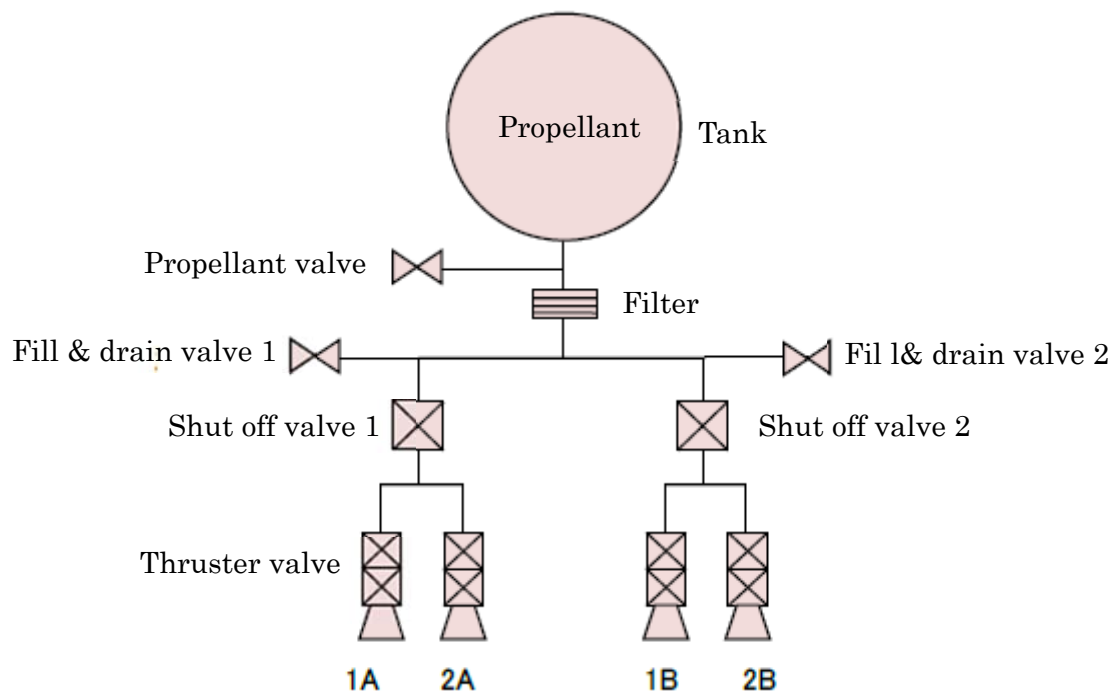 Propellant
Tank
Propellant valve
Filter
Fill & drain valve 1
Fil l& drain valve 2
Shut off valve 1
Shut off valve 2
Thruster valve
1A
2A
1B
2B